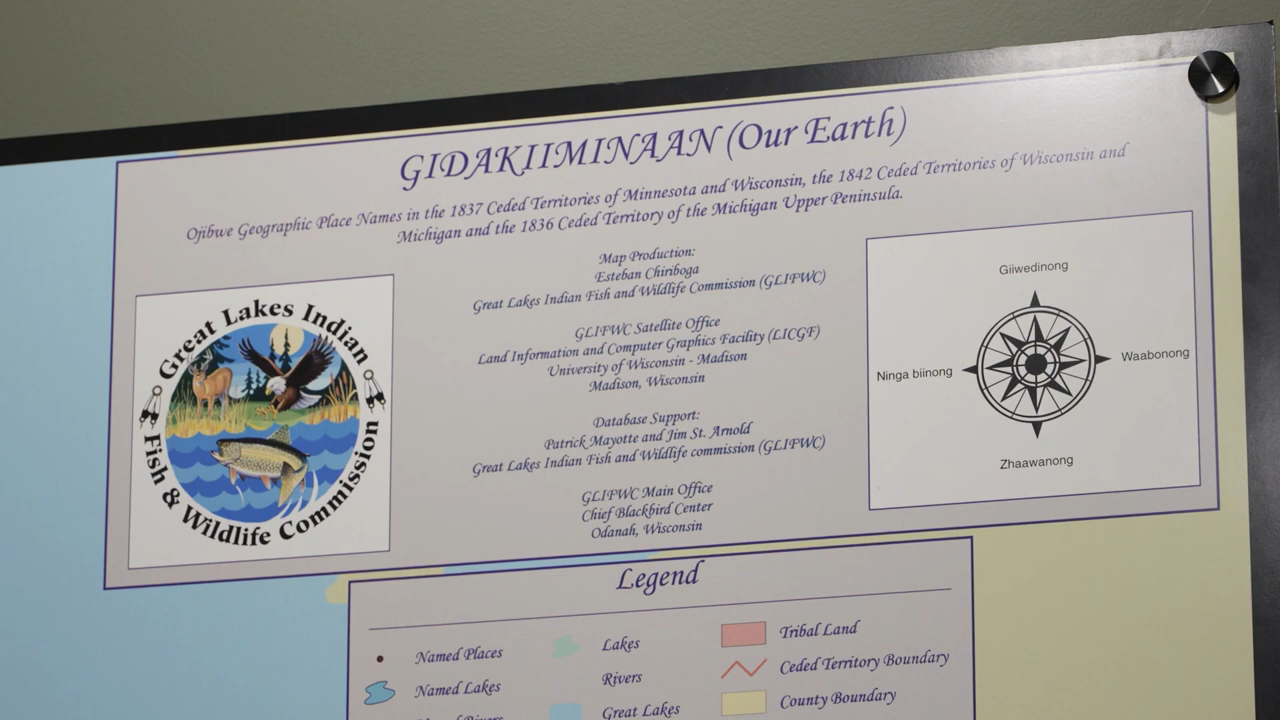 GIDAKIIMINAAN (Our Earth)
Ojibwe Geographic Place Names in the 1837 Ceded Territories of Minnesota and Wisconsin, the 1842 Ceded Territories of Wisconsin and
Michigan and the 1836 Ceded Territory of the Michigan Upper Peninsula.
Great Lakes Indian
Fish & Wildlife Commission
Map Production:
Esteban Chiriboga
Great Lakes Indian Fish and Wildlife Commission (GLIFWC)
GLIFWC Satellite Office
Land Information and Computer Graphics Facility (LICGF)
University of Wisconsin - Madison
Madison, Wisconsin
Database Support:
Patrick Mayotte and Jim St. Arnold
Great Lakes Indian Fish and Wildlife commission (GLIFWC)
GLIFWC Main Office
Chief Blackbird Center
Odanah, Wisconsin
Giiwedinong
Waabonong
Ninga biinong
Zhaawanong
Legend
Named Places
Named Lakes
Named Rivers
Lakes
Rivers
Great Lakes
Tribal Land
Ceded Territory Boundary
County Boundary